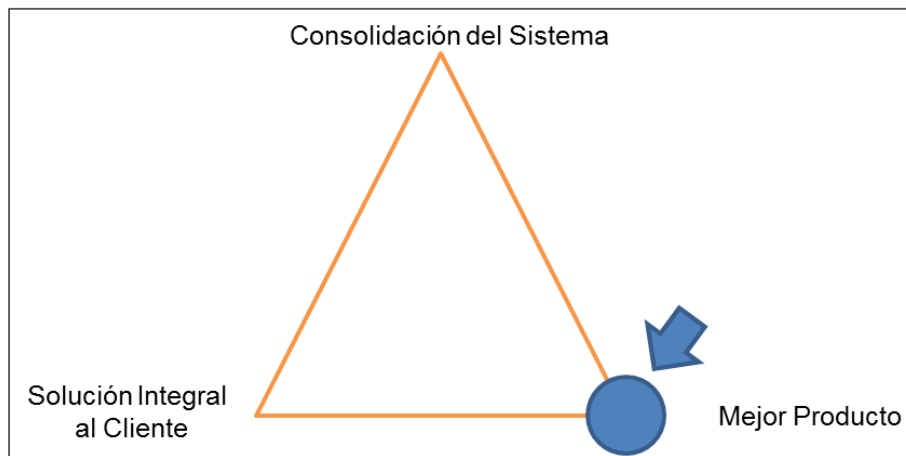 Consolidación del Sistema
Solución Integral
al Cliente
Mejor Producto